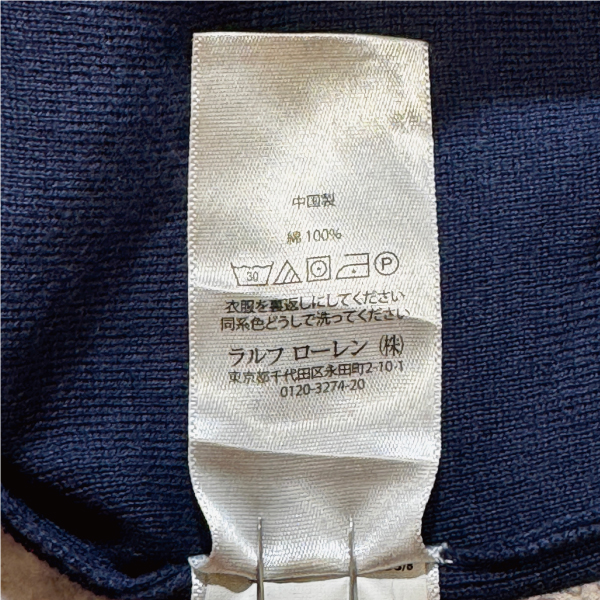 中国製
綿 100%
30
P
衣服を裏返しにしてください
同系色どうしで洗ってください
ラルフ ローレン (株)
東京都千代田区永田町2-10-1
0120-3274-20